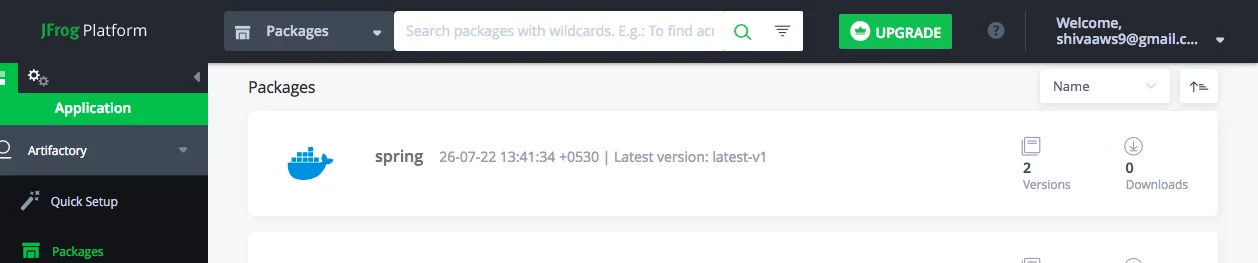 JFrog Platform
Packages
Search packages with wildcards. E.g.: To find acr
UPGRADE
?
Welcome,
shivaaws9@gmail.c...
Application
Artifactory
Quick Setup
Packages
Packages
Name
spring 26-07-22 13:41:34 +0530 | Latest version: latest-v1
2
Versions
0
Downloads